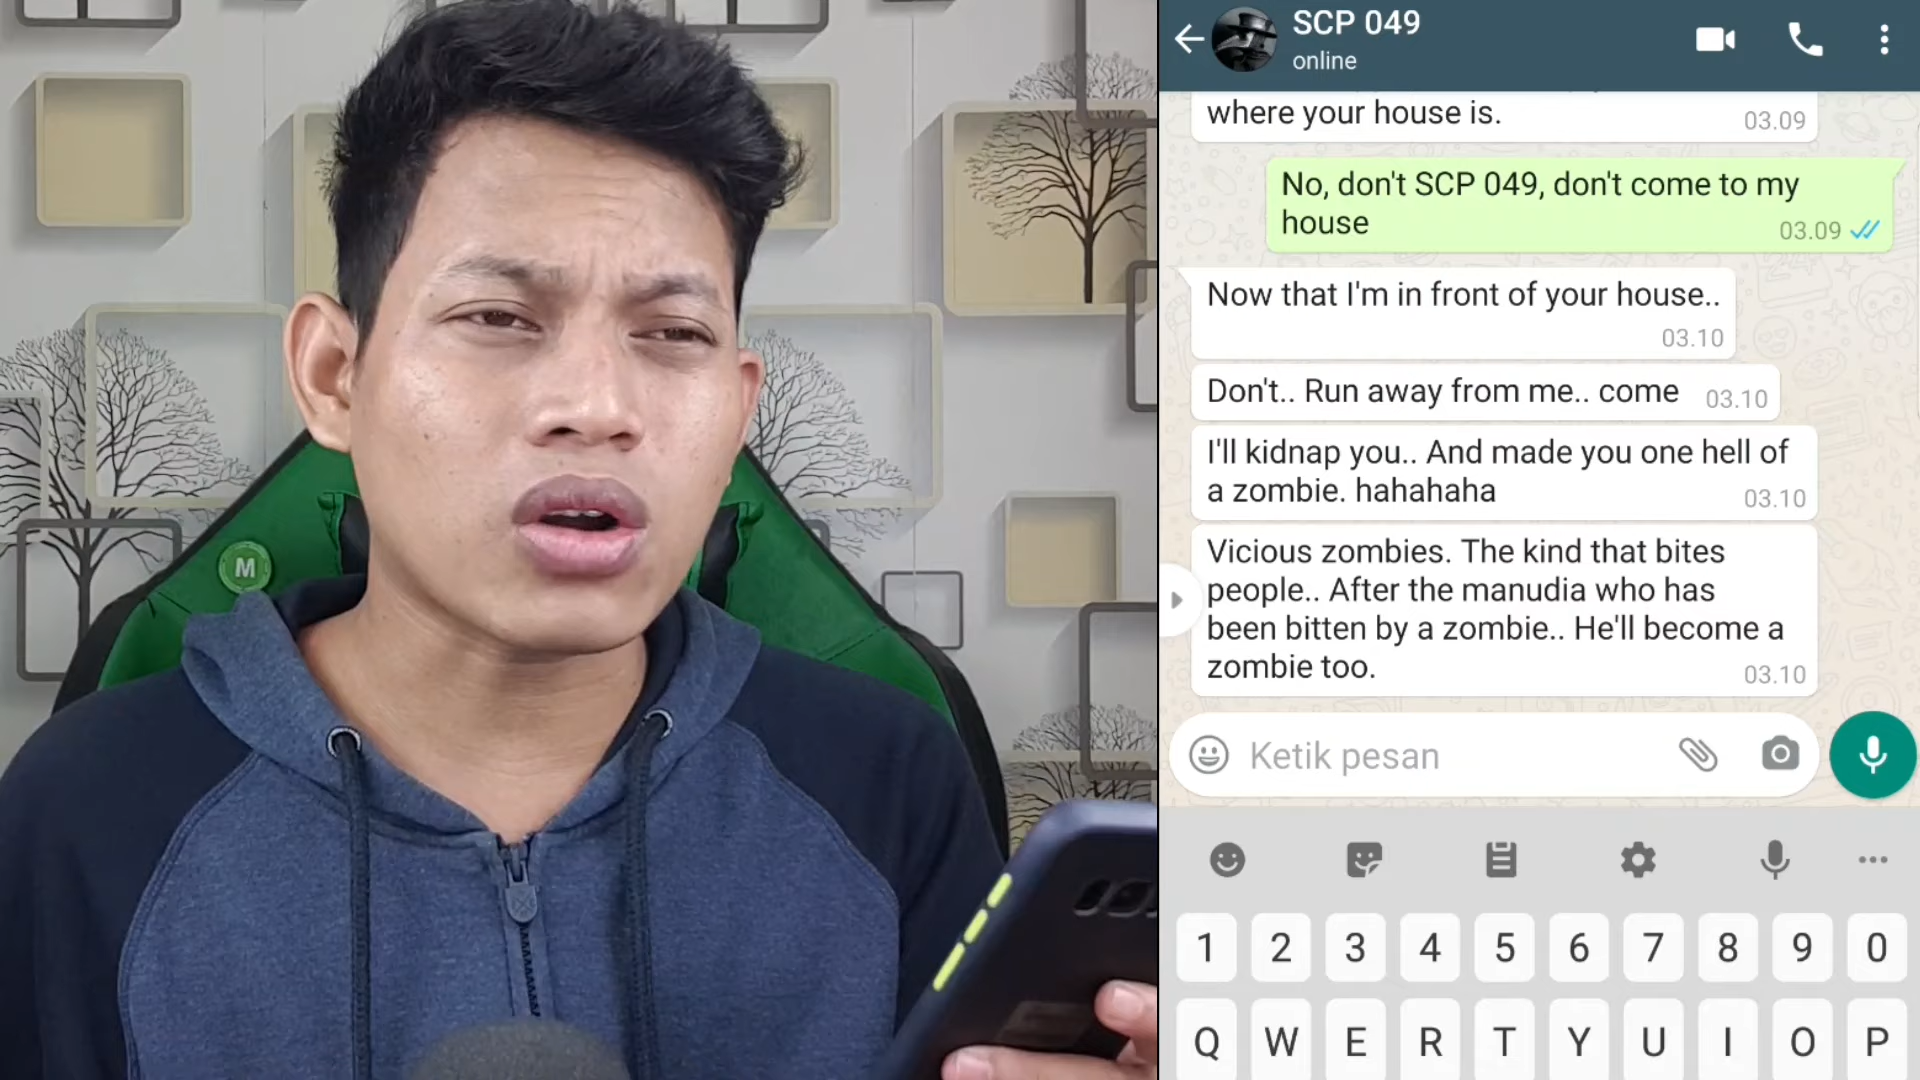 SCP 049
online
where your house is.
03.09
No, don't SCP 049, don't come to my
house
03.09
Now that I'm in front of your house..
03.10
Don't.. Run away from me.. come
03.10
I'll kidnap you.. And made you one hell of
a zombie. hahahaha
03.10
Vicious zombies. The kind that bites
people.. After the manudia who has
been bitten by a zombie.. He'll become a
zombie too.
03.10
Ketik pesan
1 2 3 4 5 6 7 8 9 0
Q W E R T Y U I O P
M